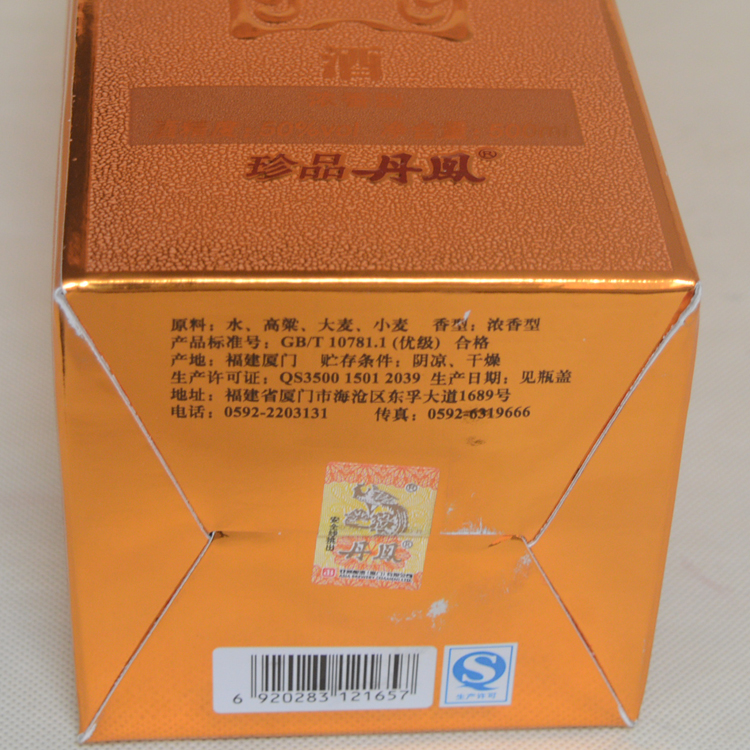 酒
珍品丹凤®
原料：水、高粱、大麦、小麦 香型：浓香型
产品标准号：GB/T 10781.1 (优级) 合格
产地：福建厦门 贮存条件：阴凉、干燥
生产许可证：QS3500 1501 2039 生产日期：见瓶盖
地址：福建省厦门市海沧区东孚大道1689号
电话：0592-2203131 传真：0592-6319666
®
丹凤®
6 920283 121657
QS
生产许可